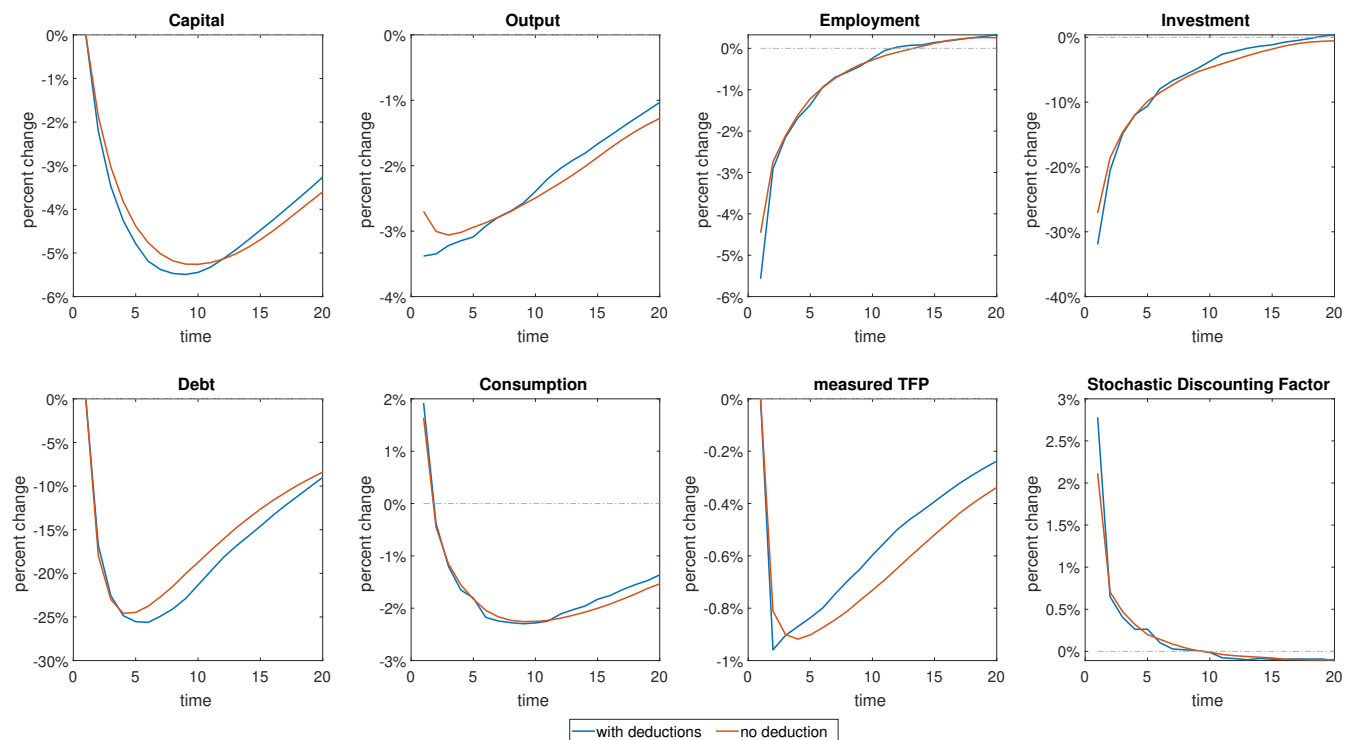 Capital
0%
-1%
-2%
-3%
-4%
-5%
-6%
percent change
0 5 10 15 20
time
Output
0%
-1%
-2%
-3%
-4%
percent change
0 5 10 15 20
time
Employment
0%
-1%
-2%
-3%
-4%
-5%
-6%
percent change
0 5 10 15 20
time
Investment
0%
-10%
-20%
-30%
-40%
percent change
0 5 10 15 20
time
Debt
0%
-5%
-10%
-15%
-20%
-25%
-30%
percent change
0 5 10 15 20
time
Consumption
2%
1%
0%
-1%
-2%
-3%
percent change
0 5 10 15 20
time
measured TFP
0%
-0.2%
-0.4%
-0.6%
-0.8%
-1%
percent change
0 5 10 15 20
time
Stochastic Discounting Factor
3%
2.5%
2%
1.5%
1%
0.5%
0%
percent change
0 5 10 15 20
time
with deductions no deduction